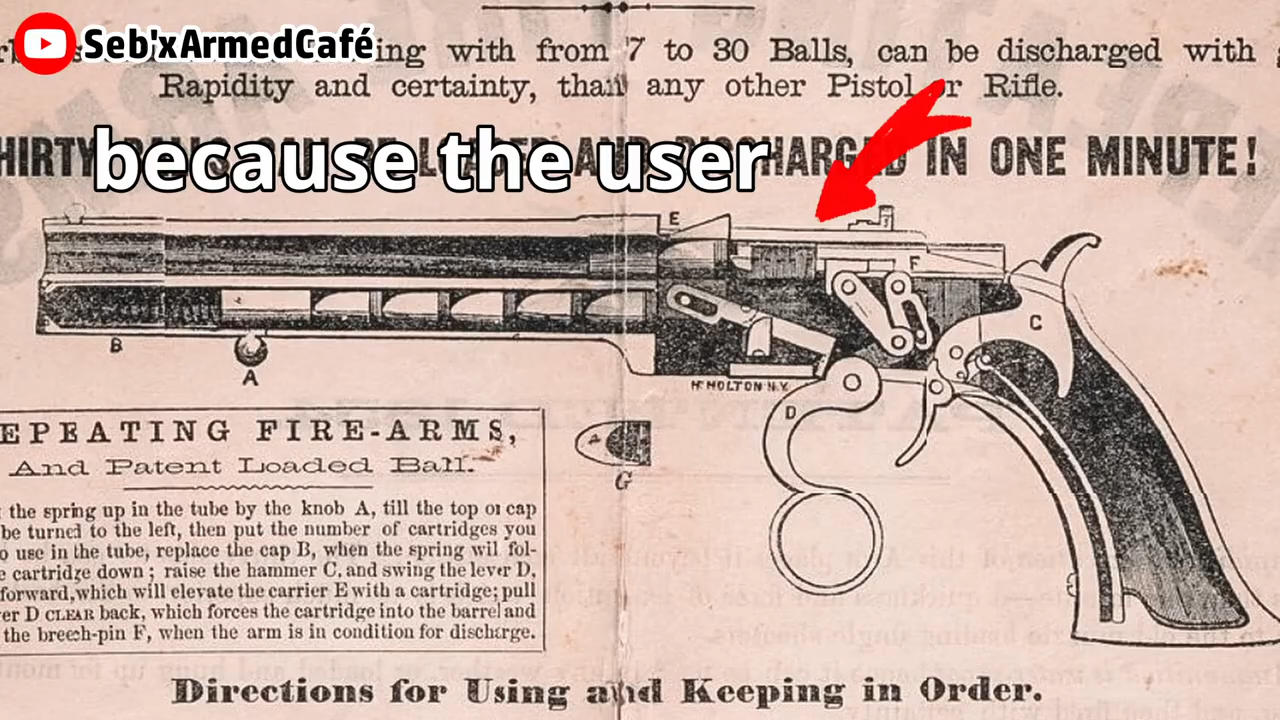 Seb'xArmedCafé
ing with from 7 to 30 Balls, can be discharged with
Rapidity and certainty, than any other Pistol or Rifle.
because the user
IN ONE MINUTE!
E
F
C
B
A
H. HOLTON N.Y.
D
A
G
EPEATING FIRE-ARMS,
And Patent Loaded Ball.
the spring up in the tube by the knob A, till the top or cap
be turned to the left, then put the number of cartridges you
o use in the tube, replace the cap B, when the spring wil fol-
e cartridge down; raise the hammer C, and swing the lever D,
forward, which will elevate the carrier E with a cartridge; pull
er D CLEAR back, which forces the cartridge into the barrel and
the breech-pin F, when the arm is in condition for discharge.
Directions for Using and Keeping in Order.